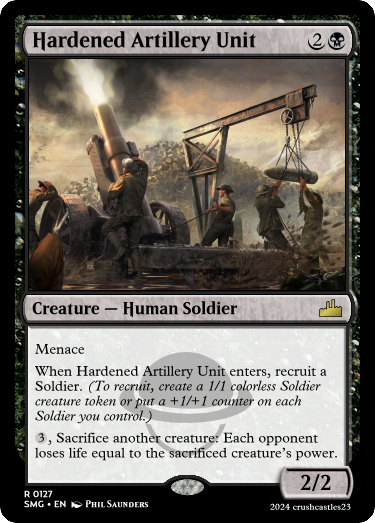 Hardened Artillery Unit 2
Creature — Human Soldier
Menace
When Hardened Artillery Unit enters, recruit a
Soldier. (To recruit, create a 1/1 colorless Soldier
creature token or put a +1/+1 counter on each
Soldier you control.)
3, Sacrifice another creature: Each opponent
loses life equal to the sacrificed creature's power.
2/2
R 0127
SMG • EN Phil Saunders
2024 crushcastles23